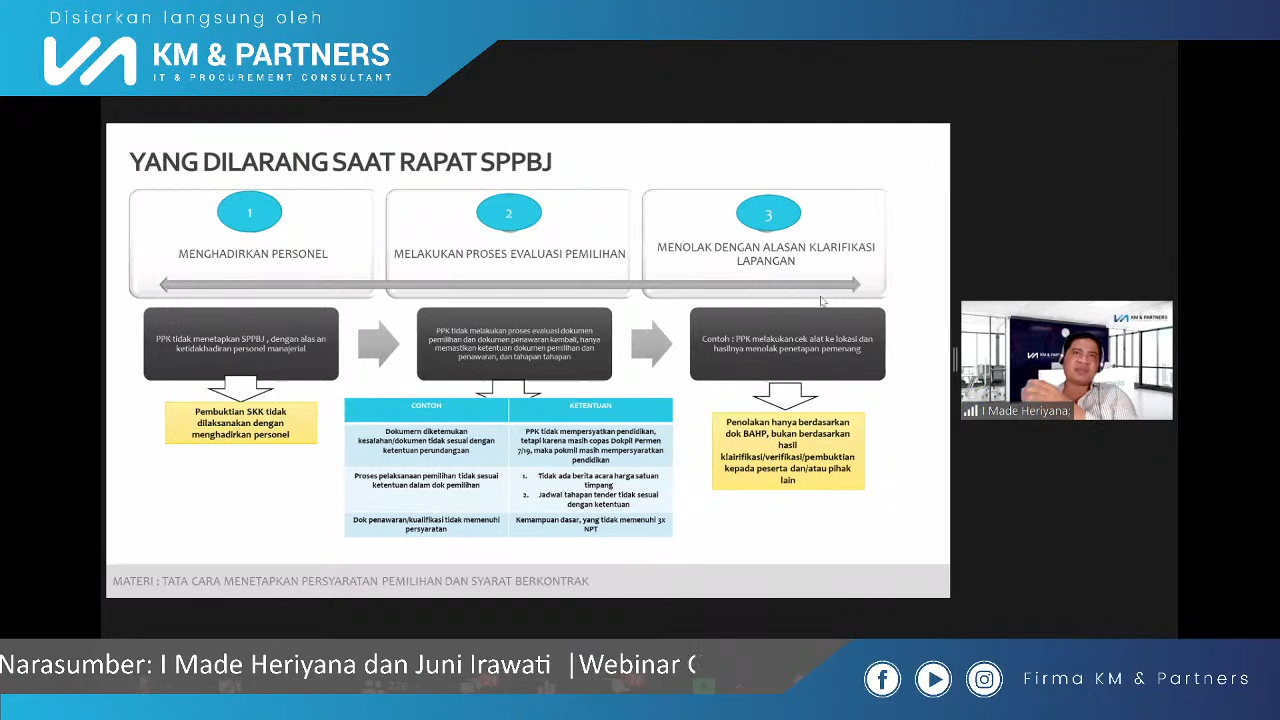 Disiarkan langsung oleh
KM & PARTNERS
IT & PROCUREMENT CONSULTANT
YANG DILARANG SAAT RAPAT SPPBJ
1
MENGHADIRKAN PERSONEL
2
MELAKUKAN PROSES EVALUASI PEMILIHAN
3
MENOLAK DENGAN ALASAN KLARIFIKASI
LAPANGAN
PPK tidak menetapkan SPPBJ , dengan alas an
ketidakhadiran personel manajerial
PPK tidak melakukan proses evaluasi dokumen
pemilihan dan dokumen penawaran kembali, hanya
memastikan ketentuan dokumen pemilihan dan
penawaran, dan tahapan tahapan
Contoh : PPK melakukan cek alat ke lokasi dan
hasilnya menolak penetapan pemenang
Pembuktian SKK tidak
dilaksanakan dengan
menghadirkan personel
CONTOH
KETENTUAN
Dokumern diketemukan
kesalahan/dokumen tidak sesuai dengan
ketentuan perundang2an
PPK tidak mempersyatkan pendidikan,
tetapi karena masih copas Dokpil Permen
7/19, maka pokmil masih mempersyaratkan
pendidikan
Proses pelaksanaan pemilihan tidak sesuai
ketentuan dalam dok pemilihan
1. Tidak ada berita acara harga satuan
timpang
2. Jadwal tahapan tender tidak sesuai
dengan ketentuan
Dok penawaran/kualifikasi tidak memenuhi
persyaratan
Kemampuan dasar, yang tidak memenuhi 3x
NPT
Penolakan hanya berdasarkan
dok BAHP, bukan berdasarkan
hasil
klairifikasi/verifikasi/pembuktian
kepada peserta dan/atau pihak
lain
MATERI : TATA CARA MENETAPKAN PERSYARATAN PEMILIHAN DAN SYARAT BERKONTRAK
KM & PARTNERS
I Made Heriyana:
Narasumber: I Made Heriyana dan Juni Irawati |Webinar
Firma KM & Partners